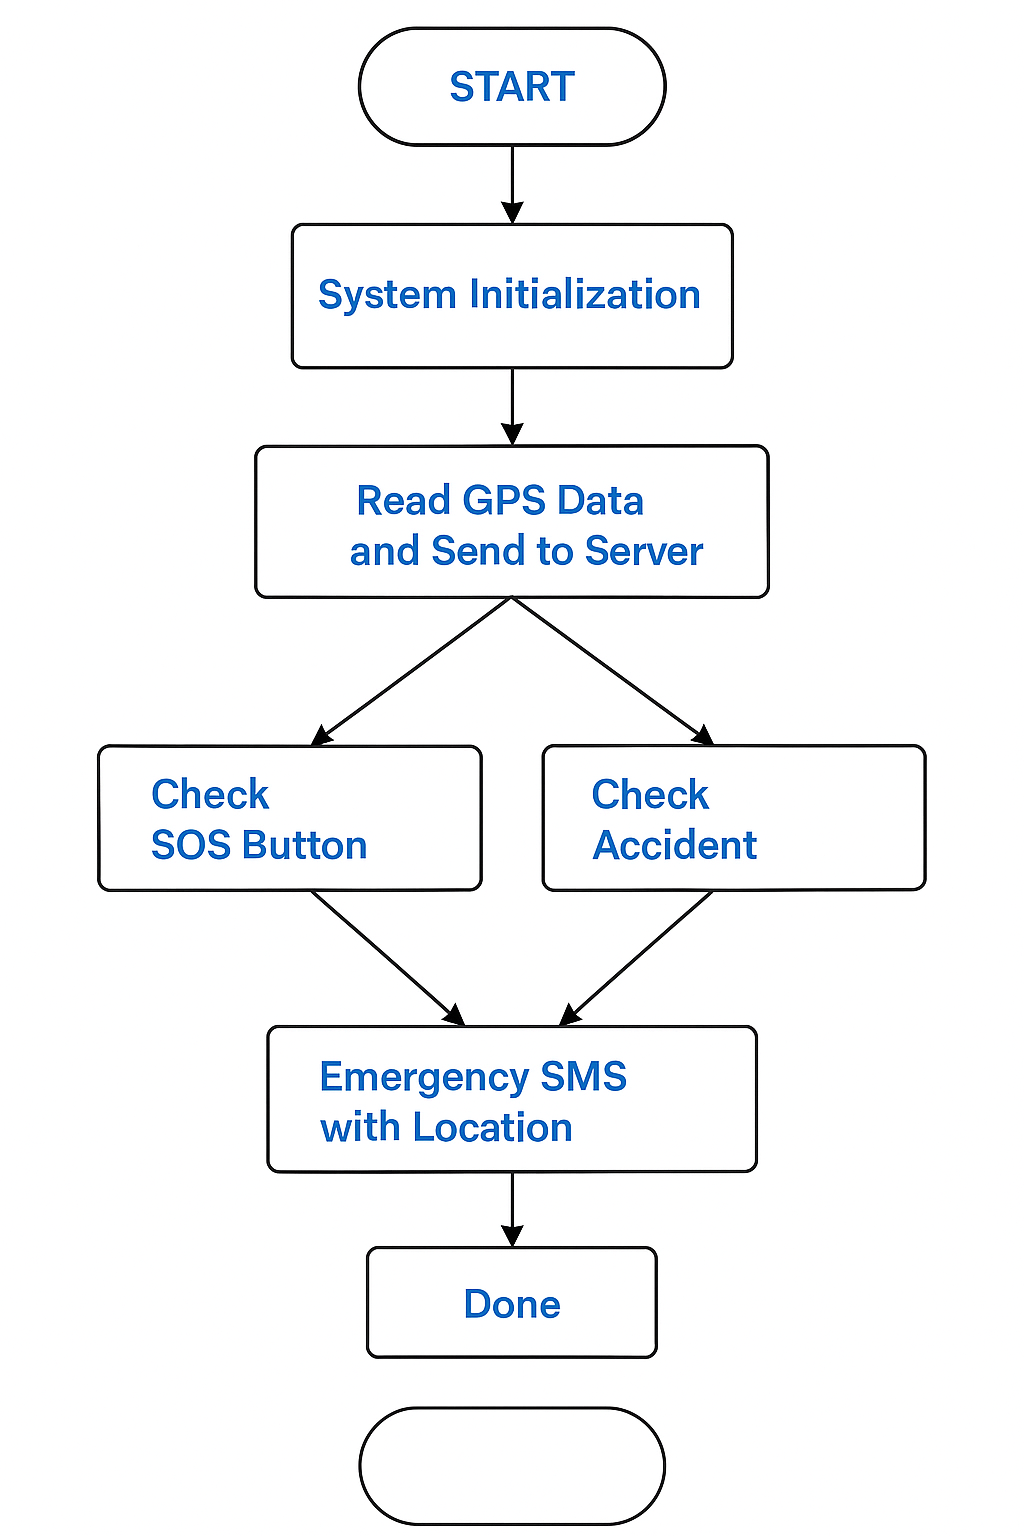 START
System Initialization
Read GPS Data
and Send to Server
Check
SOS Button
Check
Accident
Emergency SMS
with Location
Done